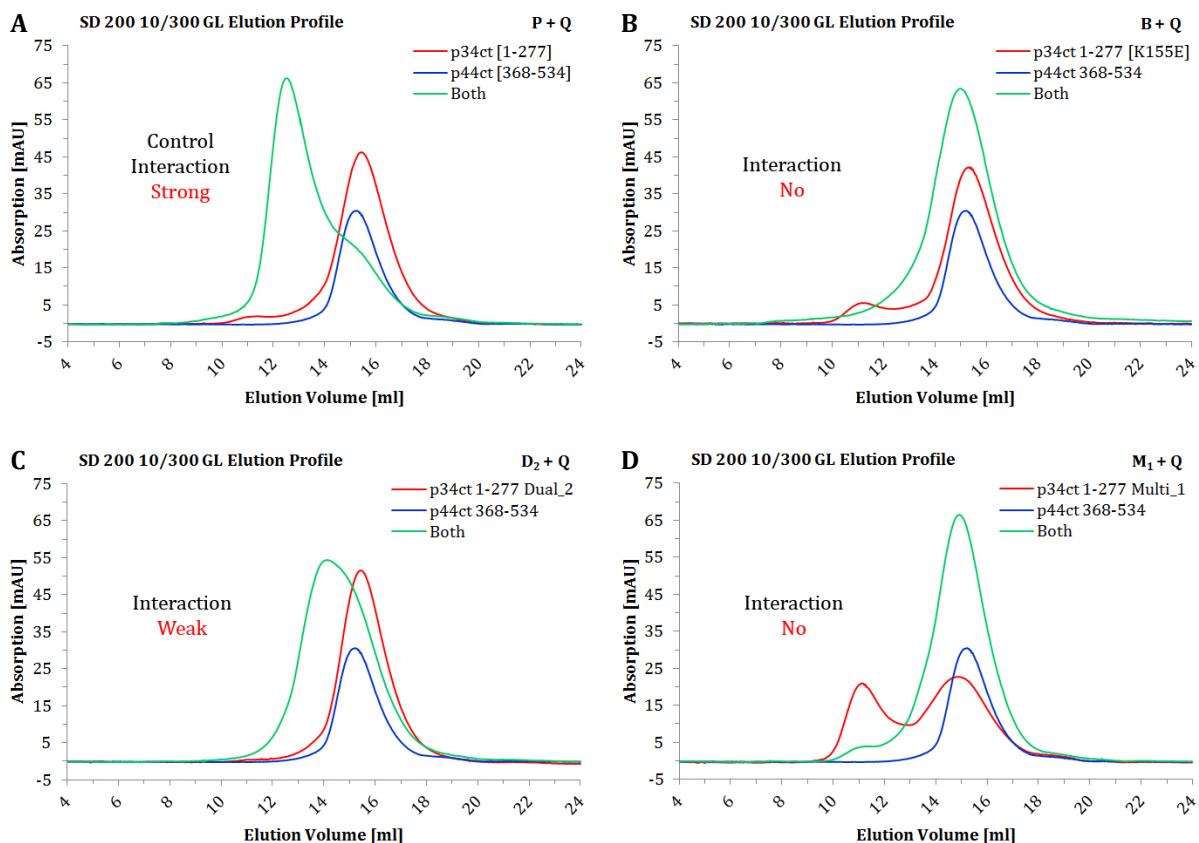 A
SD 200 10/300 GL Elution Profile
P + Q
75
65
55
45
35
25
15
5
-5
Absorption [mAU]
p34ct [1-277]
p44ct [368-534]
Both
Control
Interaction
Strong
4 6 8 10 12 14 16 18 20 22 24
Elution Volume [ml]
B
SD 200 10/300 GL Elution Profile
B + Q
75
65
55
45
35
25
15
5
-5
Absorption [mAU]
p34ct 1-277 [K155E]
p44ct 368-534
Both
Interaction
No
4 6 8 10 12 14 16 18 20 22 24
Elution Volume [ml]
C
SD 200 10/300 GL Elution Profile
D₂ + Q
75
65
55
45
35
25
15
5
-5
Absorption [mAU]
p34ct 1-277 Dual_2
p44ct 368-534
Both
Interaction
Weak
4 6 8 10 12 14 16 18 20 22 24
Elution Volume [ml]
D
SD 200 10/300 GL Elution Profile
M₁ + Q
75
65
55
45
35
25
15
5
-5
Absorption [mAU]
p34ct 1-277 Multi_1
p44ct 368-534
Both
Interaction
No
4 6 8 10 12 14 16 18 20 22 24
Elution Volume [ml]